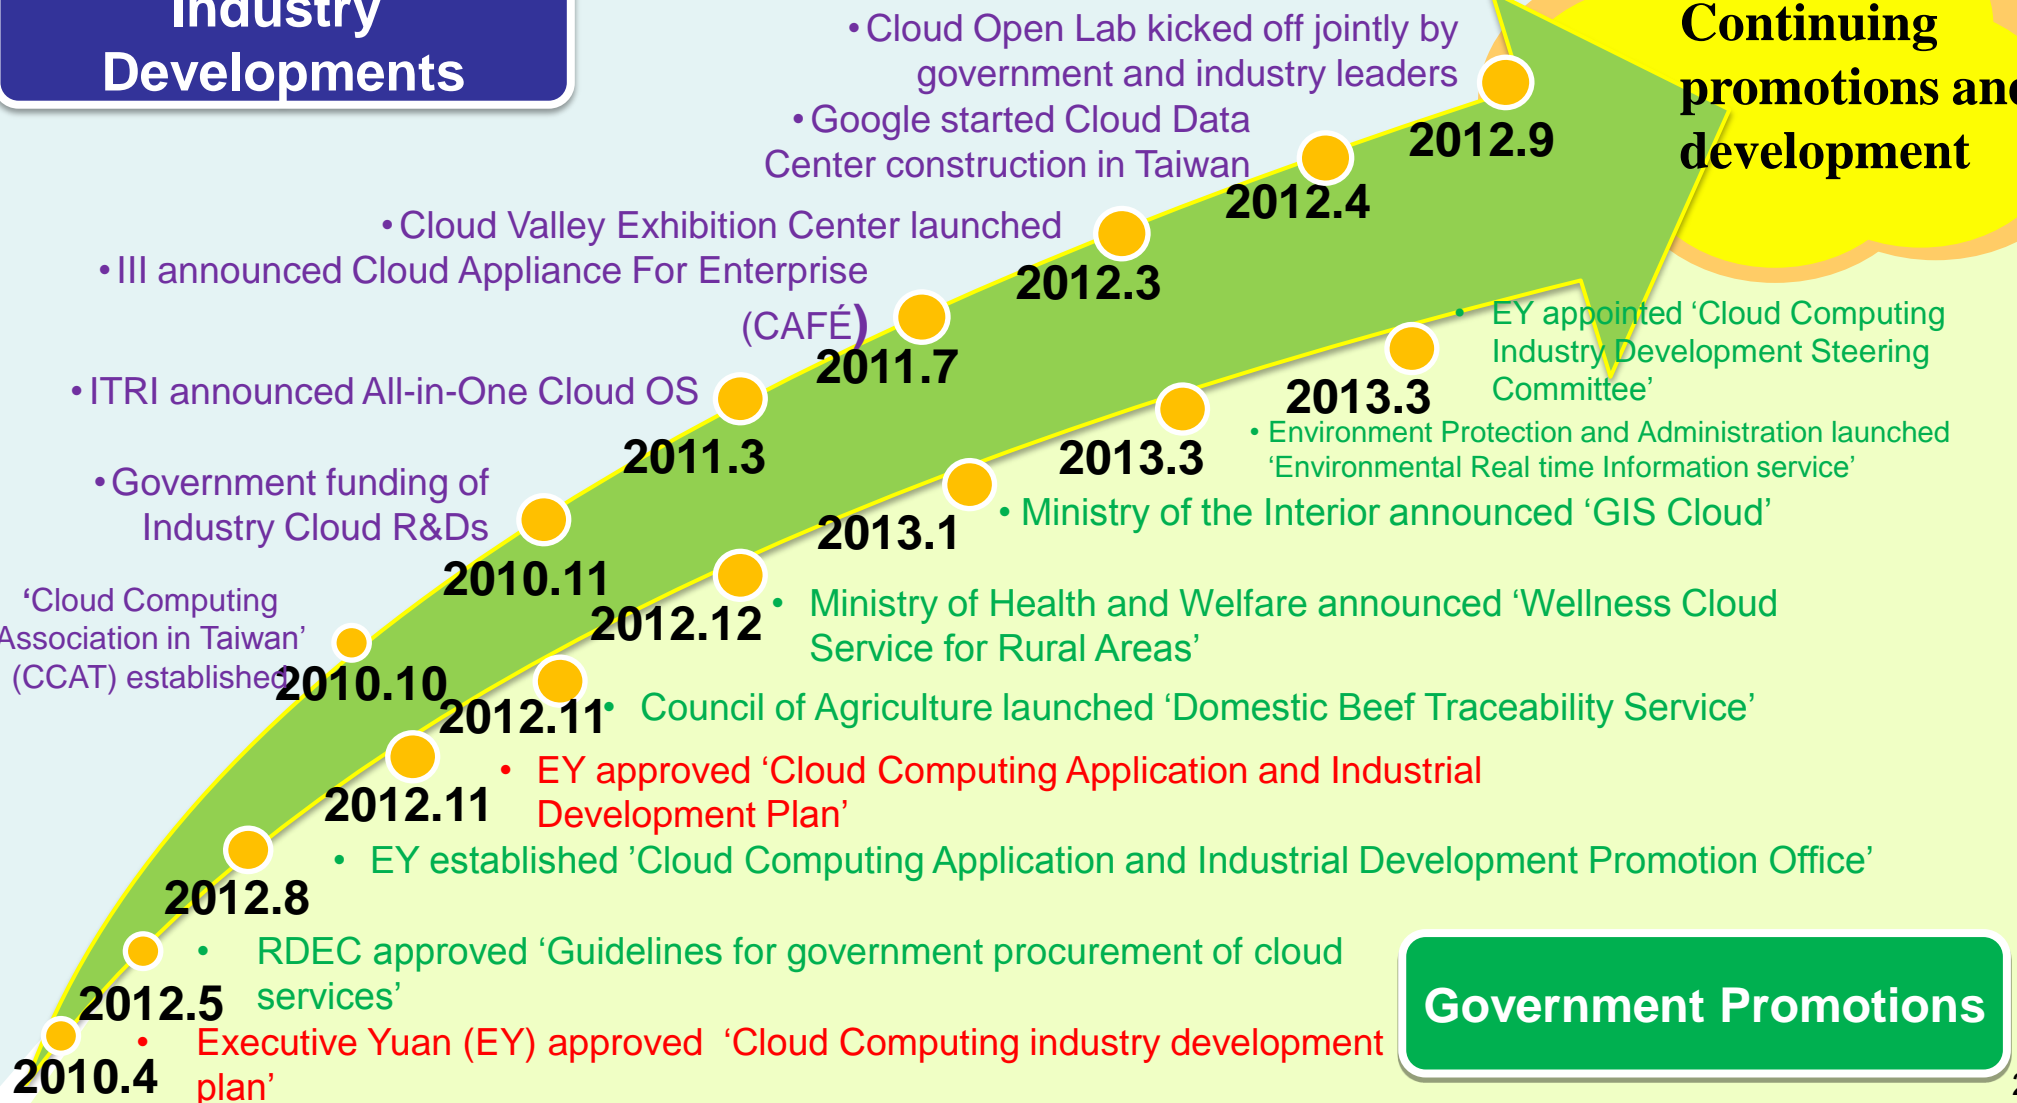 Industry
Developments
Continuing
promotions and
development
• Cloud Open Lab kicked off jointly by
government and industry leaders
2012.9
• Google started Cloud Data
Center construction in Taiwan
2012.4
• Cloud Valley Exhibition Center launched
2012.3
• III announced Cloud Appliance For Enterprise
(CAFÉ)
2011.7
• ITRI announced All-in-One Cloud OS
2011.3
• Government funding of
Industry Cloud R&Ds
2010.11
‘Cloud Computing
Association in Taiwan’
(CCAT) established
2010.10
• EY appointed ‘Cloud Computing
Industry Development Steering
Committee’
2013.3
• Environment Protection and Administration launched
‘Environmental Real time Information service’
2013.3
• Ministry of the Interior announced ‘GIS Cloud’
2013.1
• Ministry of Health and Welfare announced ‘Wellness Cloud
Service for Rural Areas’
2012.12
• Council of Agriculture launched ‘Domestic Beef Traceability Service’
2012.11
• EY approved ‘Cloud Computing Application and Industrial
Development Plan’
2012.11
• EY established ’Cloud Computing Application and Industrial Development Promotion Office’
2012.8
• RDEC approved ‘Guidelines for government procurement of cloud
services’
2012.5
• Executive Yuan (EY) approved ‘Cloud Computing industry development
plan’
2010.4
Government Promotions